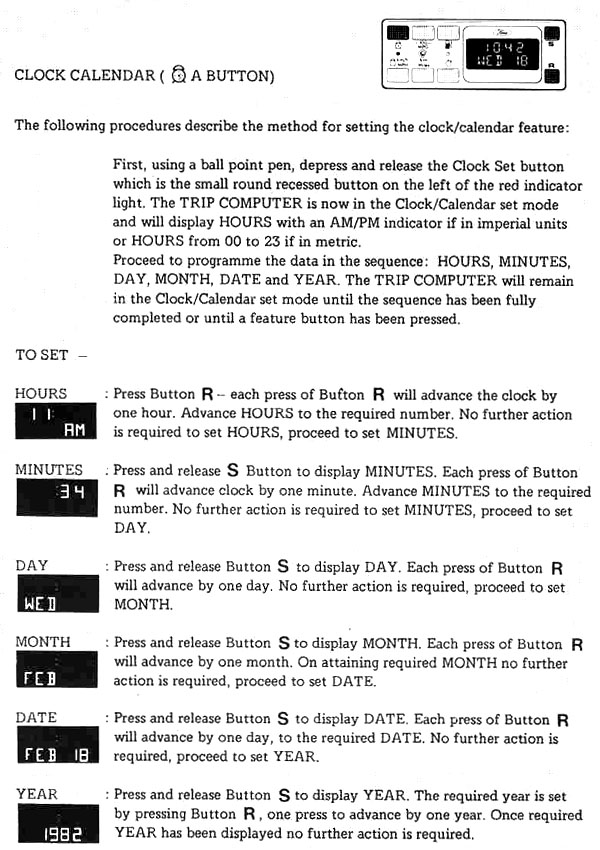 1042
S
WED 18
R
CLOCK CALENDAR ( A BUTTON)
The following procedures describe the method for setting the clock/calendar feature:
First, using a ball point pen, depress and release the Clock Set button
which is the small round recessed button on the left of the red indicator
light. The TRIP COMPUTER is now in the Clock/Calendar set mode
and will display HOURS with an AM/PM indicator if in imperial units
or HOURS from 00 to 23 if in metric.
Proceed to programme the data in the sequence: HOURS, MINUTES,
DAY, MONTH, DATE and YEAR. The TRIP COMPUTER will remain
in the Clock/Calendar set mode until the sequence has been fully
completed or until a feature button has been pressed.
TO SET –
HOURS : Press Button R – each press of Button R will advance the clock by
11: one hour. Advance HOURS to the required number. No further action
AM is required to set HOURS, proceed to set MINUTES.
MINUTES : Press and release S Button to display MINUTES. Each press of Button
:34 R will advance clock by one minute. Advance MINUTES to the required
number. No further action is required to set MINUTES, proceed to set
DAY.
DAY : Press and release Button S to display DAY. Each press of Button R
will advance by one day. No further action is required, proceed to set
WED MONTH.
MONTH : Press and release Button S to display MONTH. Each press of Button R
will advance by one month. On attaining required MONTH no further
FEB action is required, proceed to set DATE.
DATE : Press and release Button S to display DATE. Each press of Button R
will advance by one day, to the required DATE. No further action is
FEB 18 required, proceed to set YEAR.
YEAR : Press and release Button S to display YEAR. The required year is set
by pressing Button R, one press to advance by one year. Once required
1982 YEAR has been displayed no further action is required.